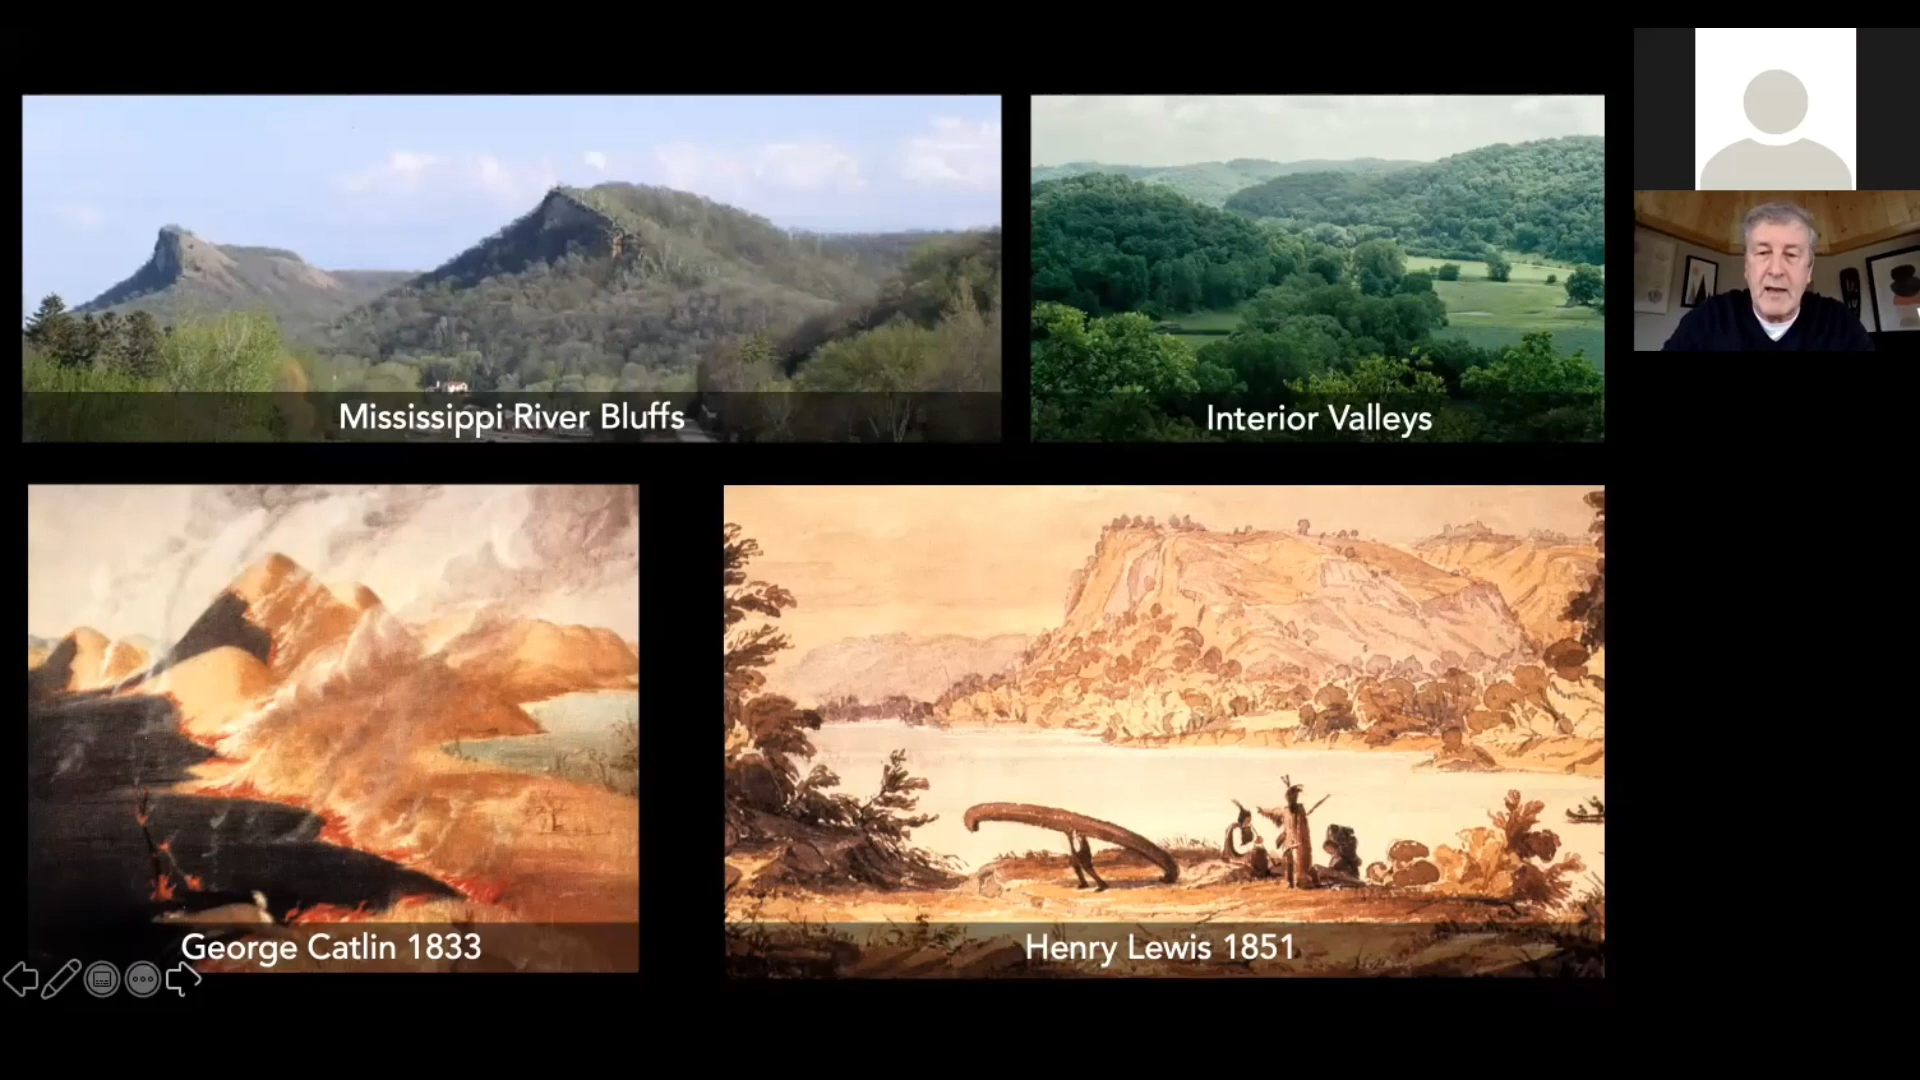 Mississippi River Bluffs
Interior Valleys
George Catlin 1833
Henry Lewis 1851